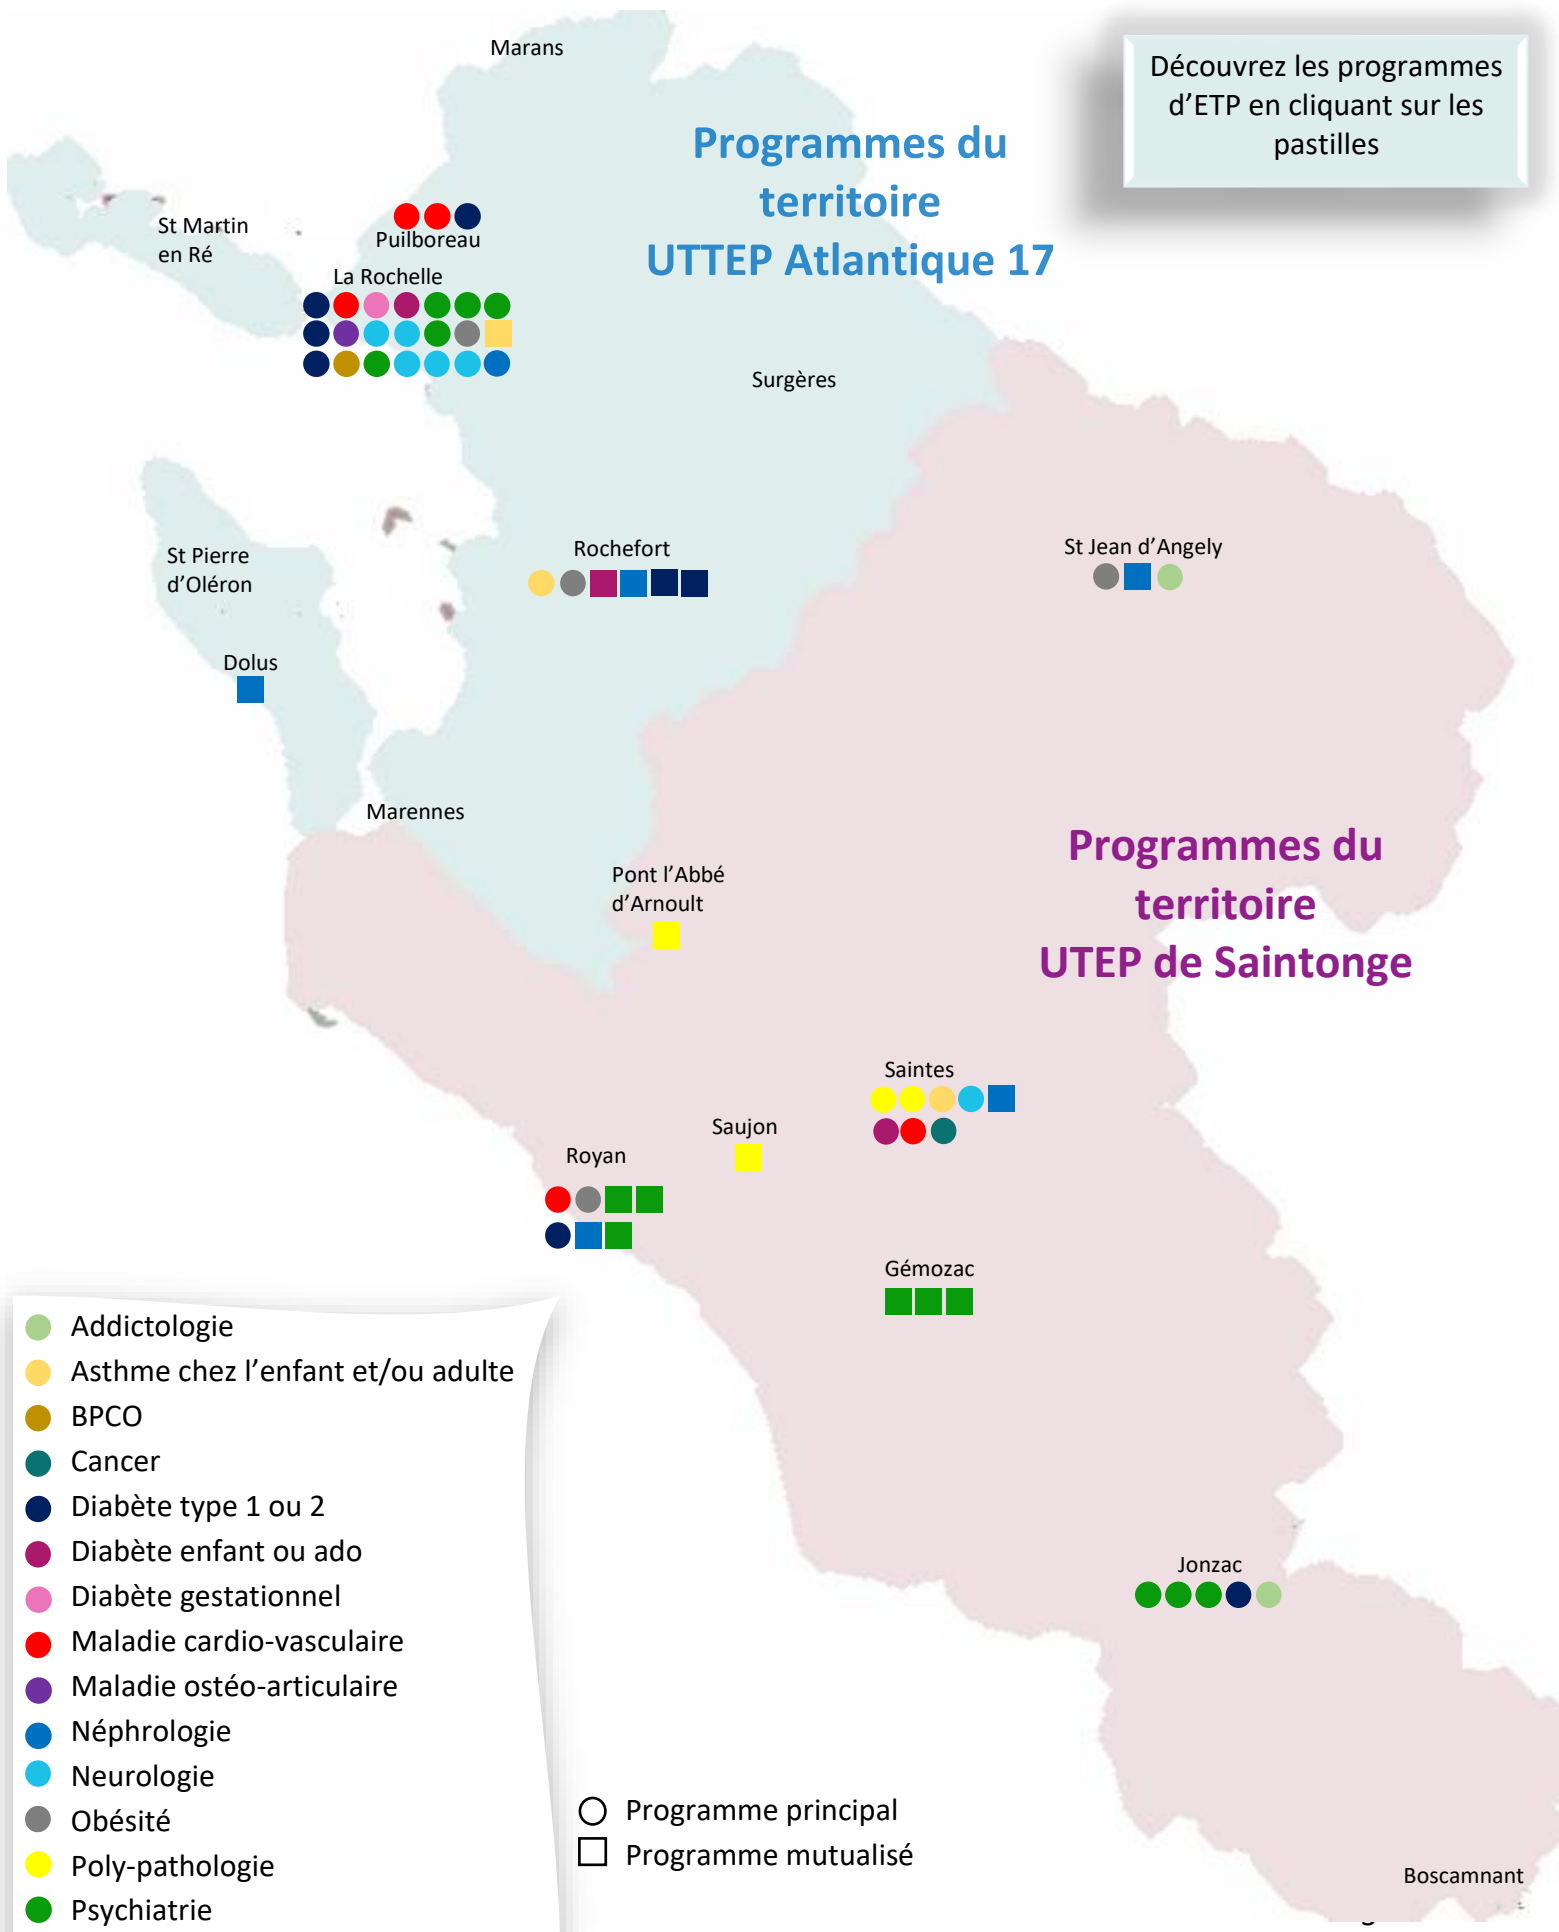 Marans
Découvrez les programmes
d’ETP en cliquant sur les
pastilles
Programmes du
territoire
UTTEP Atlantique 17
St Martin
en Ré
Puilboreau
La Rochelle
Surgères
St Pierre
d’Oléron
Rochefort
St Jean d’Angely
Dolus
Marennes
Programmes du
territoire
UTEP de Saintonge
Pont l’Abbé
d’Arnoult
Saintes
Saujon
Royan
Gémozac
Jonzac
Addictologie
Asthme chez l’enfant et/ou adulte
BPCO
Cancer
Diabète type 1 ou 2
Diabète enfant ou ado
Diabète gestationnel
Maladie cardio-vasculaire
Maladie ostéo-articulaire
Néphrologie
Neurologie
Obésité
Poly-pathologie
Psychiatrie
Programme principal
Programme mutualisé
Boscamnant